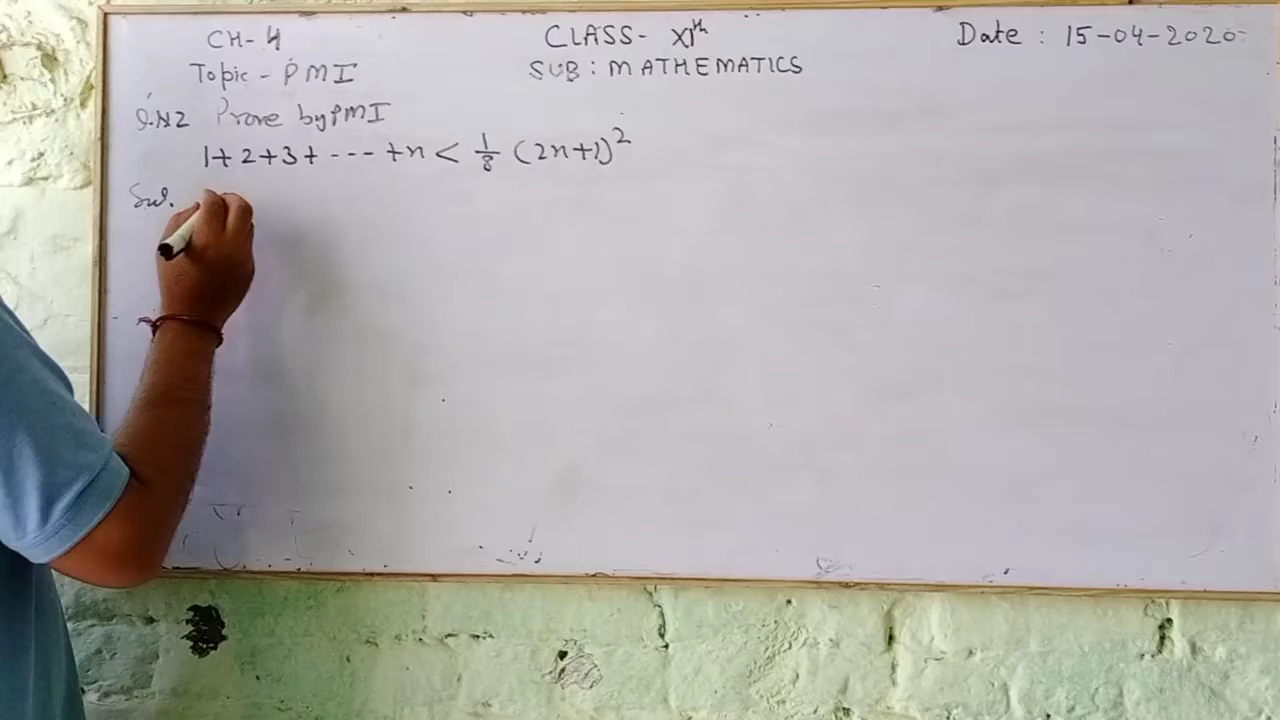 CH-4
CLASS- XIth
Date : 15-04-2020
Topic - PMI
SUB : MATHEMATICS
Q.N2 Prove by PMI
1+2+3+ --- +n < 1/8 (2n+1)^2
Sol.